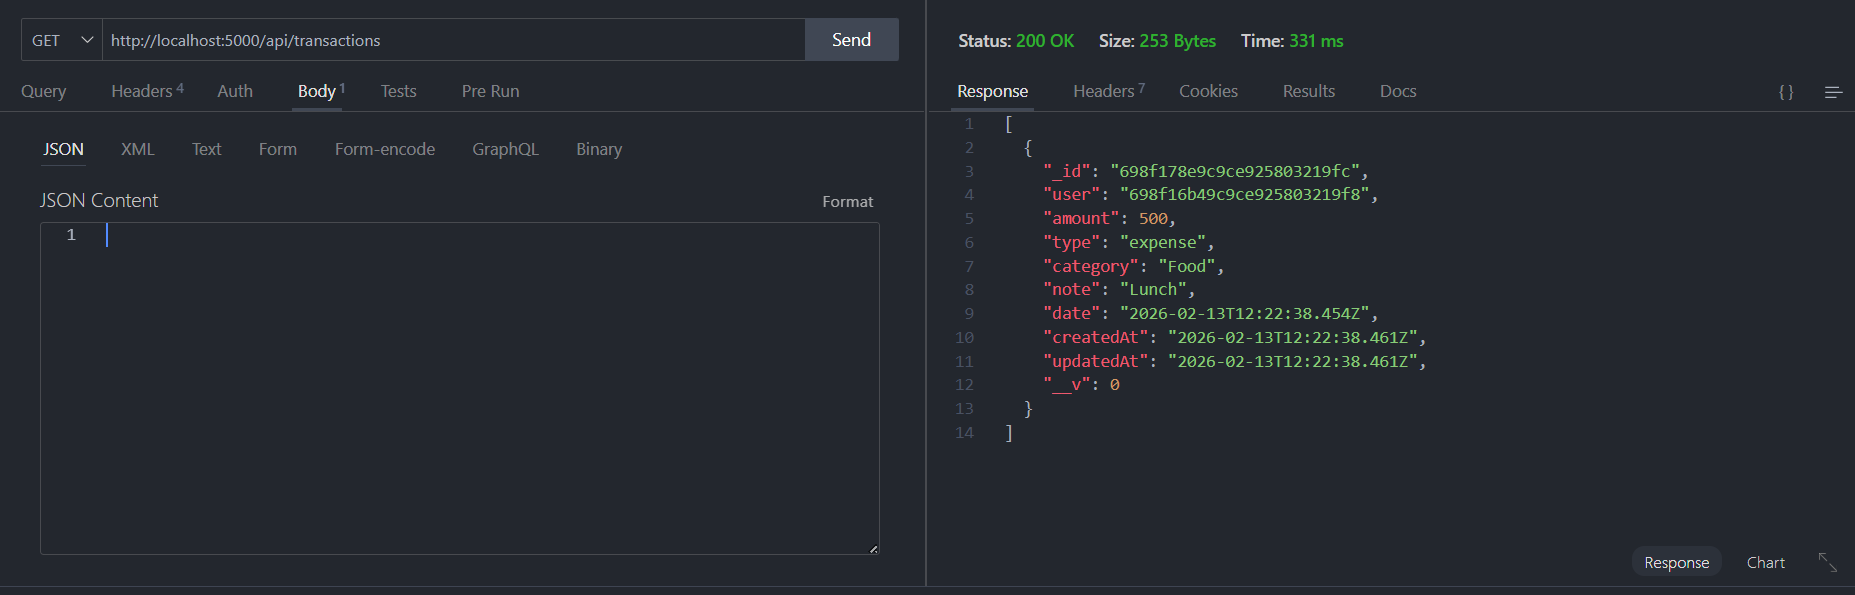 GET http://localhost:5000/api/transactions Send
Query Headers 4 Auth Body 1 Tests Pre Run
JSON XML Text Form Form-encode GraphQL Binary
JSON Content Format
1
Status: 200 OK Size: 253 Bytes Time: 331 ms
Response Headers 7 Cookies Results Docs { }
1 [
2 {
3 "_id": "698f178e9c9ce925803219fc",
4 "user": "698f16b49c9ce925803219f8",
5 "amount": 500,
6 "type": "expense",
7 "category": "Food",
8 "note": "Lunch",
9 "date": "2026-02-13T12:22:38.454Z",
10 "createdAt": "2026-02-13T12:22:38.461Z",
11 "updatedAt": "2026-02-13T12:22:38.461Z",
12 "__v": 0
13 }
14 ]
Response Chart